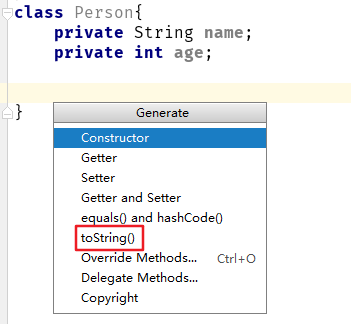 class Person{
    private String name;
    private int age;
}
Generate
Constructor
Getter
Setter
Getter and Setter
equals() and hashCode()
toString()
Override Methods... Ctrl+O
Delegate Methods...
Copyright